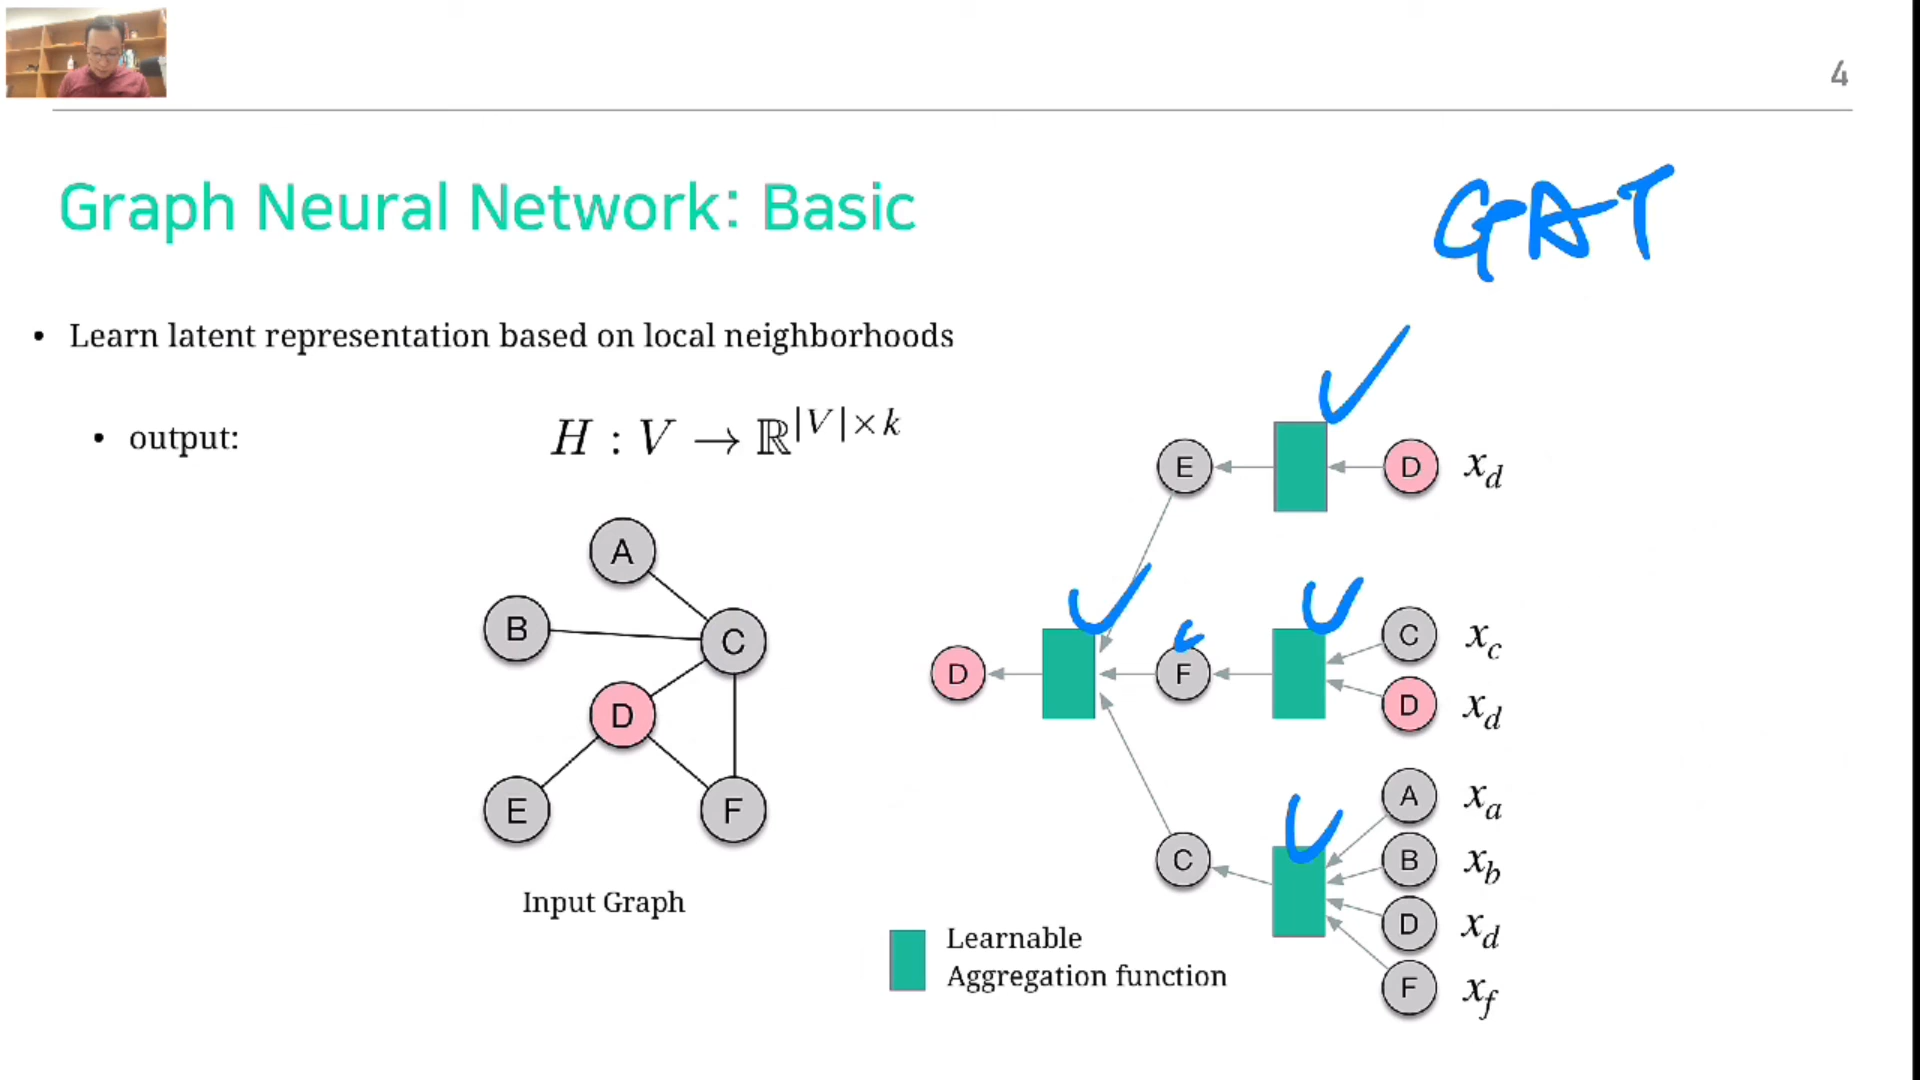 4
Graph Neural Network: Basic
GAT
• Learn latent representation based on local neighborhoods
• output: H : V → ℝ^{|V|×k}
A
B
C
D
E
F
Input Graph
E D x_d
D F C x_c
D x_d
C A x_a
B x_b
D x_d
F x_f
Learnable
Aggregation function